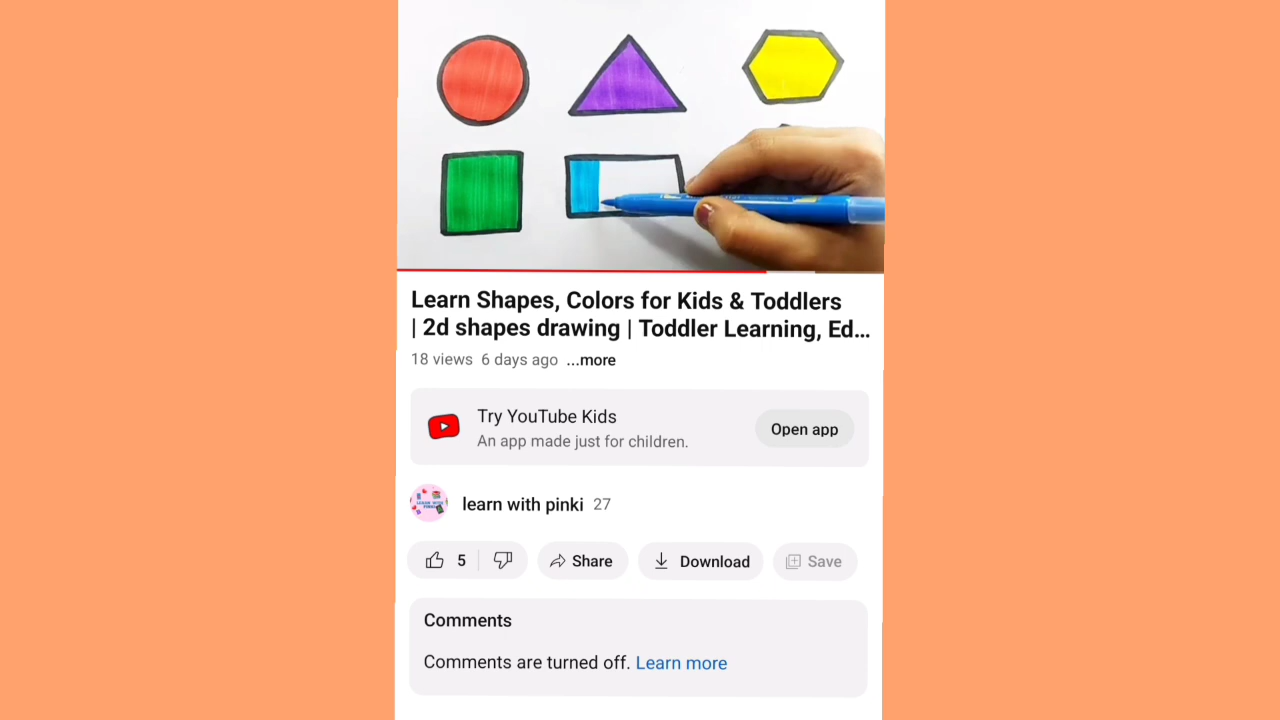 Learn Shapes, Colors for Kids & Toddlers
| 2d shapes drawing | Toddler Learning, Ed...
18 views 6 days ago ...more
Try YouTube Kids
An app made just for children.
Open app
learn with pinki 27
5 Share Download Save
Comments
Comments are turned off. Learn more